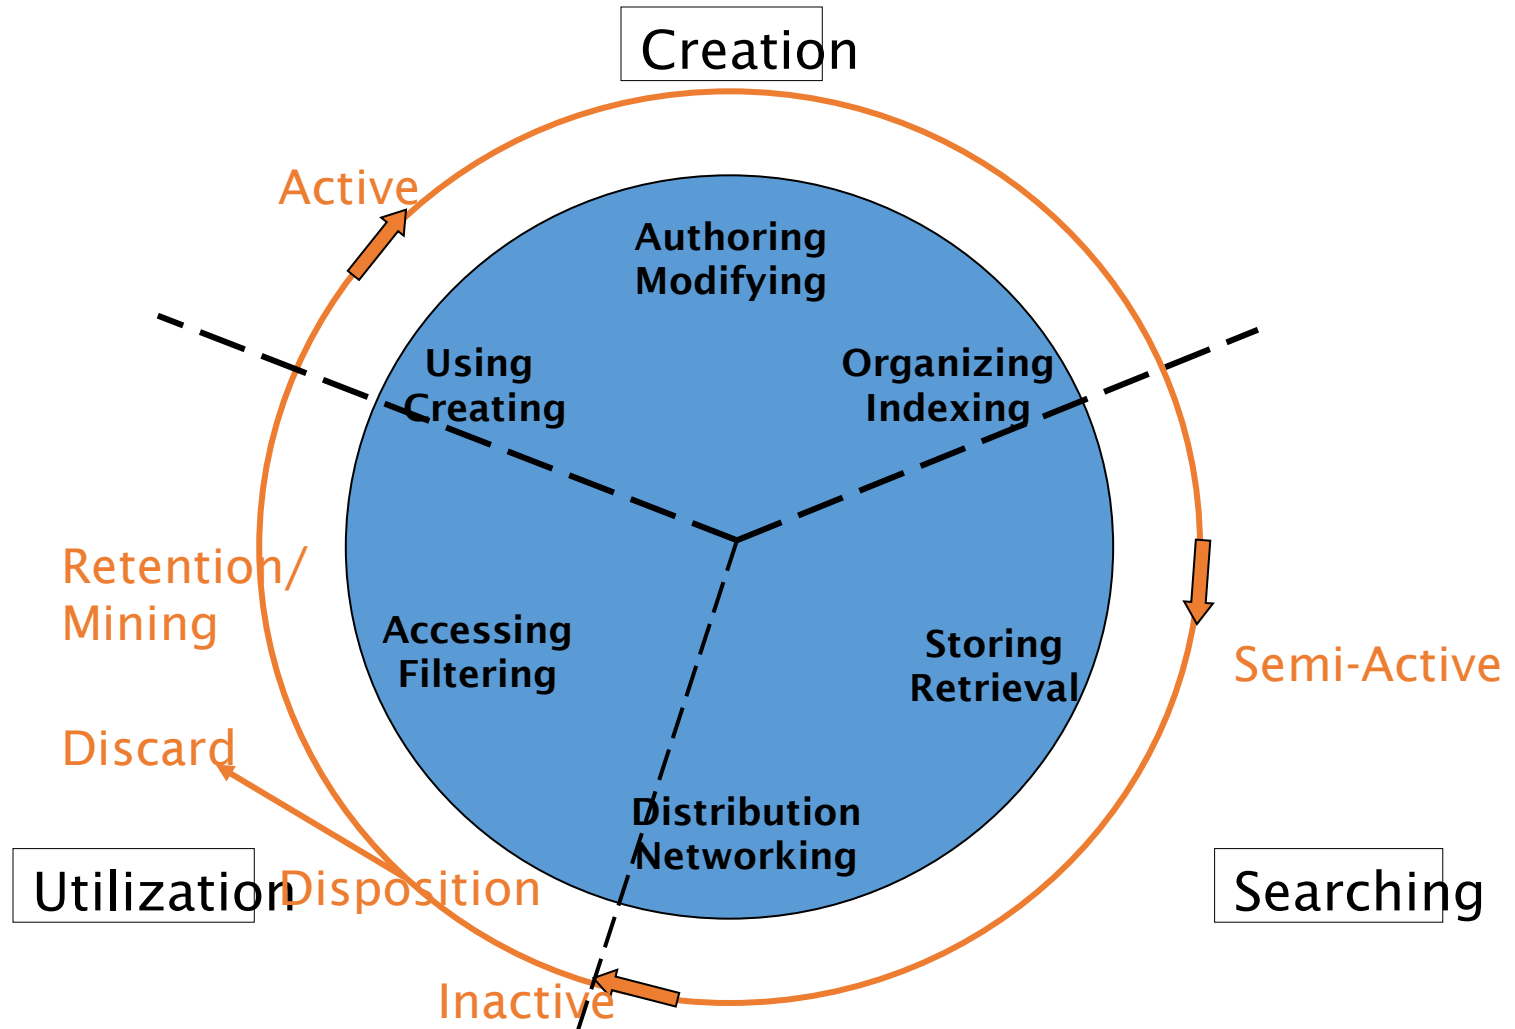 Creation
Active
Authoring
Modifying
Using
Creating
Organizing
Indexing
Retention/
Mining
Accessing
Filtering
Storing
Retrieval
Semi-Active
Discard
Distribution
Networking
Utilization
Disposition
Searching
Inactive